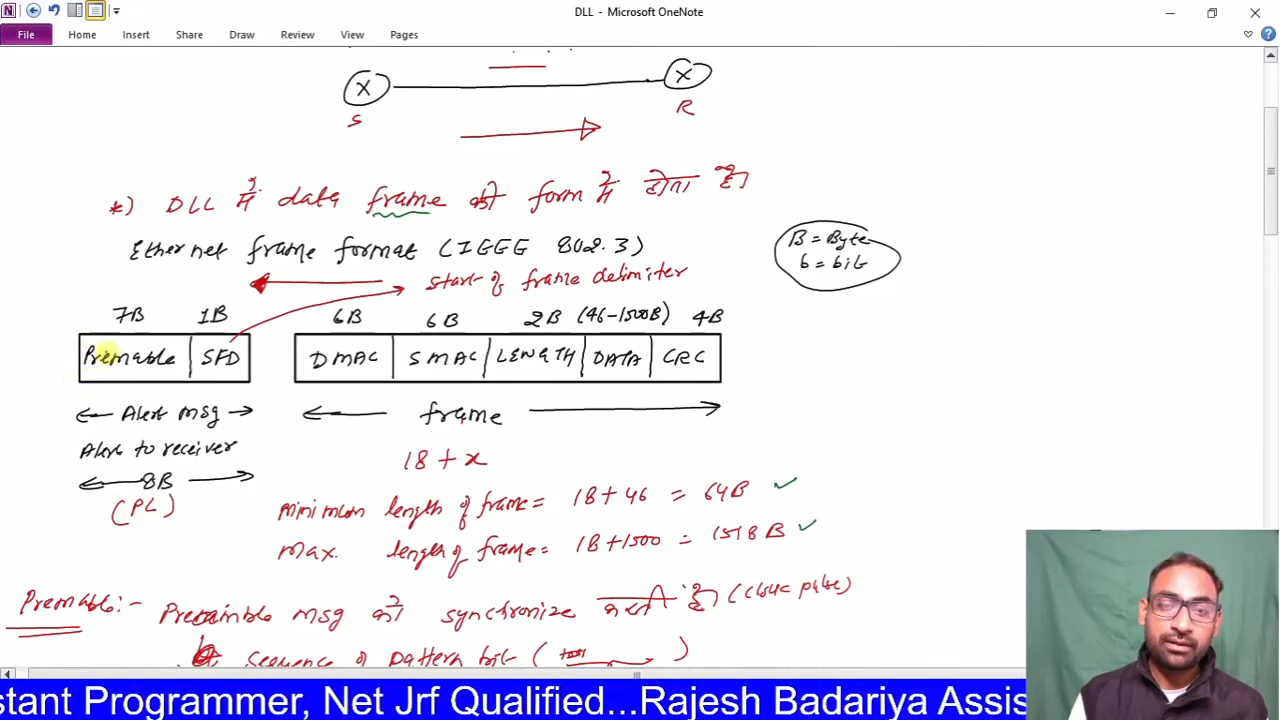 DLL - Microsoft OneNote
File Home Insert Share Draw Review View Pages
S
R
*) DLL में data frame की form में होता है
Ethernet frame format (IEEE 802.3)
B = Byte
b = bit
start of frame delimiter
7B 1B 6B 6B 2B (46-1500B) 4B
Premable SFD DMAC SMAC LENGTH DATA CRC
Alert msg frame
Alert to receiver
18 + x
8B
(PL)
minimum length of frame = 18+46 = 64B ✓
Max. length of frame = 18+1500 = 1518B ✓
Premable:- msg को synchronize करता है (clock pulse)
sequence of pattern bit ( )
stant Programmer, Net Jrf Qualified...Rajesh Badariya Assis